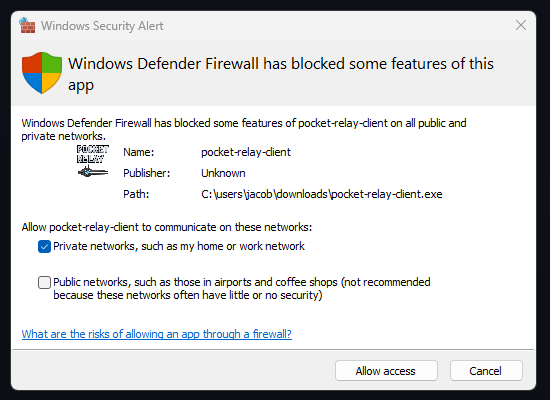 Windows Security Alert
Windows Defender Firewall has blocked some features of this
app
Windows Defender Firewall has blocked some features of pocket-relay-client on all public and
private networks.
POCKET
RELAY
Name: pocket-relay-client
Publisher: Unknown
Path: C:\users\jacob\downloads\pocket-relay-client.exe
Allow pocket-relay-client to communicate on these networks:
Private networks, such as my home or work network
Public networks, such as those in airports and coffee shops (not recommended
because these networks often have little or no security)
What are the risks of allowing an app through a firewall?
Allow access Cancel